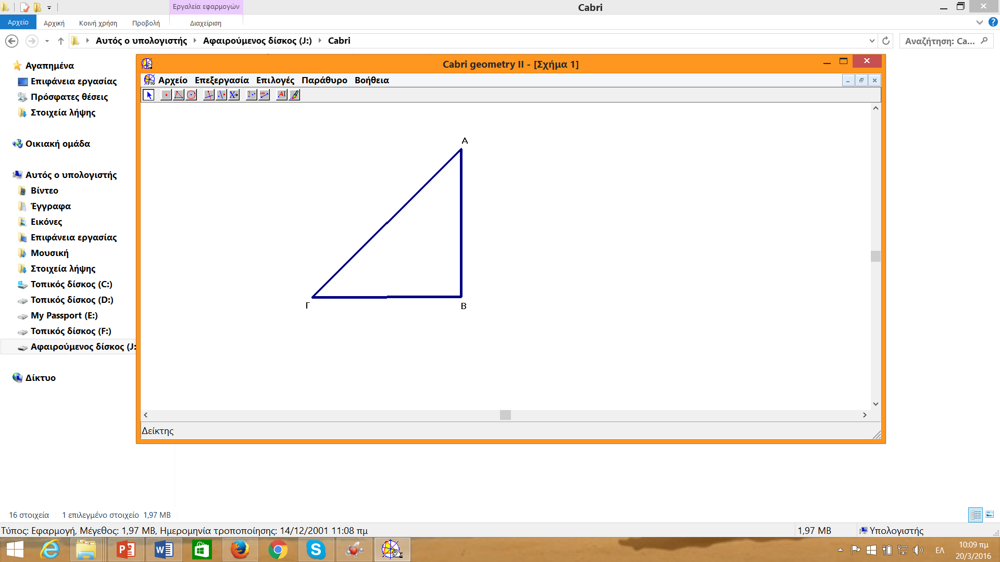 Εργαλεία εφαρμογών
Cabri
Αρχείο
Αρχική
Κοινή χρήση
Προβολή
Διαχείριση
Αυτός ο υπολογιστής
Αφαιρούμενος δίσκος (J:)
Cabri
Αναζήτηση: Ca...
Αγαπημένα
Επιφάνεια εργασίας
Πρόσφατες θέσεις
Στοιχεία λήψης
Οικιακή ομάδα
Αυτός ο υπολογιστής
Βίντεο
Έγγραφα
Εικόνες
Επιφάνεια εργασίας
Μουσική
Στοιχεία λήψης
Τοπικός δίσκος (C:)
Τοπικός δίσκος (D:)
My Passport (E:)
Τοπικός δίσκος (F:)
Αφαιρούμενος δίσκος (J:
Δίκτυο
Cabri geometry II - [Σχήμα 1]
Αρχείο Επεξεργασία Επιλογές Παράθυρο Βοήθεια
Α
Γ
Β
Δείκτης
16 στοιχεία
1 επιλεγμένο στοιχείο 1,97 MB
Τύπος: Εφαρμογή, Μέγεθος: 1,97 MB, Ημερομηνία τροποποίησης: 14/12/2001 11:08 πμ
1,97 MB
Υπολογιστής
ΕΛ
10:09 πμ
20/3/2016